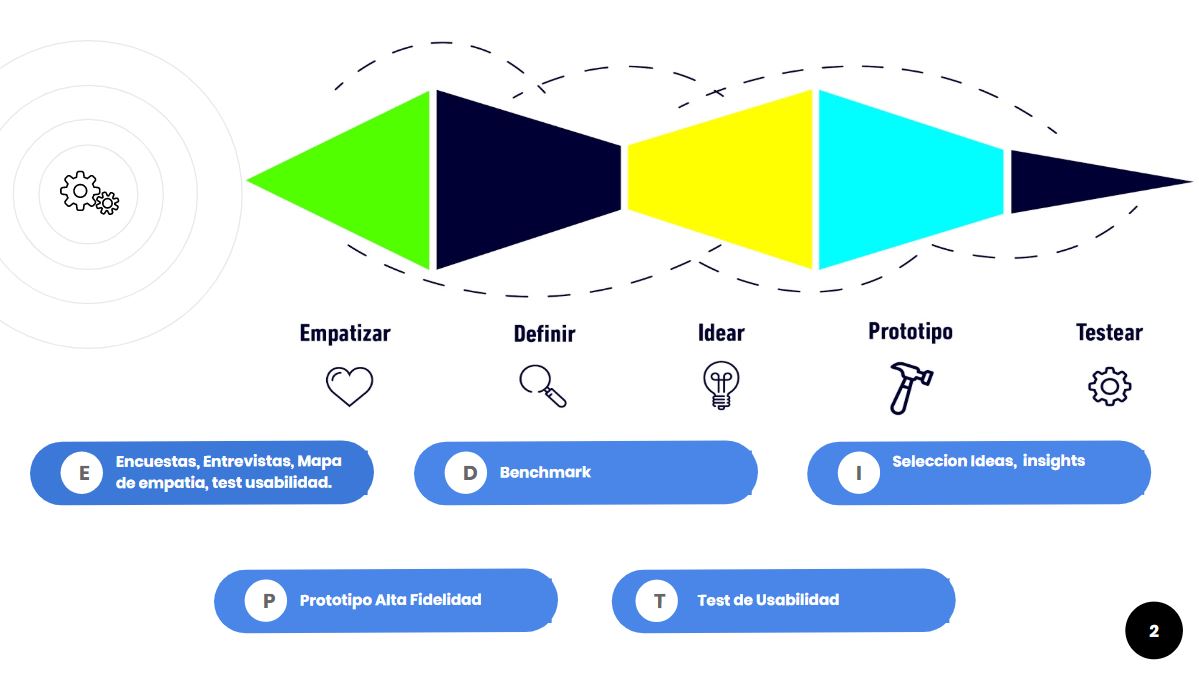 Empatizar
Definir
Idear
Prototipo
Testear
E
Encuestas, Entrevistas, Mapa
de empatia, test usabilidad.
D
Benchmark
I
Seleccion Ideas, insights
P
Prototipo Alta Fidelidad
T
Test de Usabilidad
2